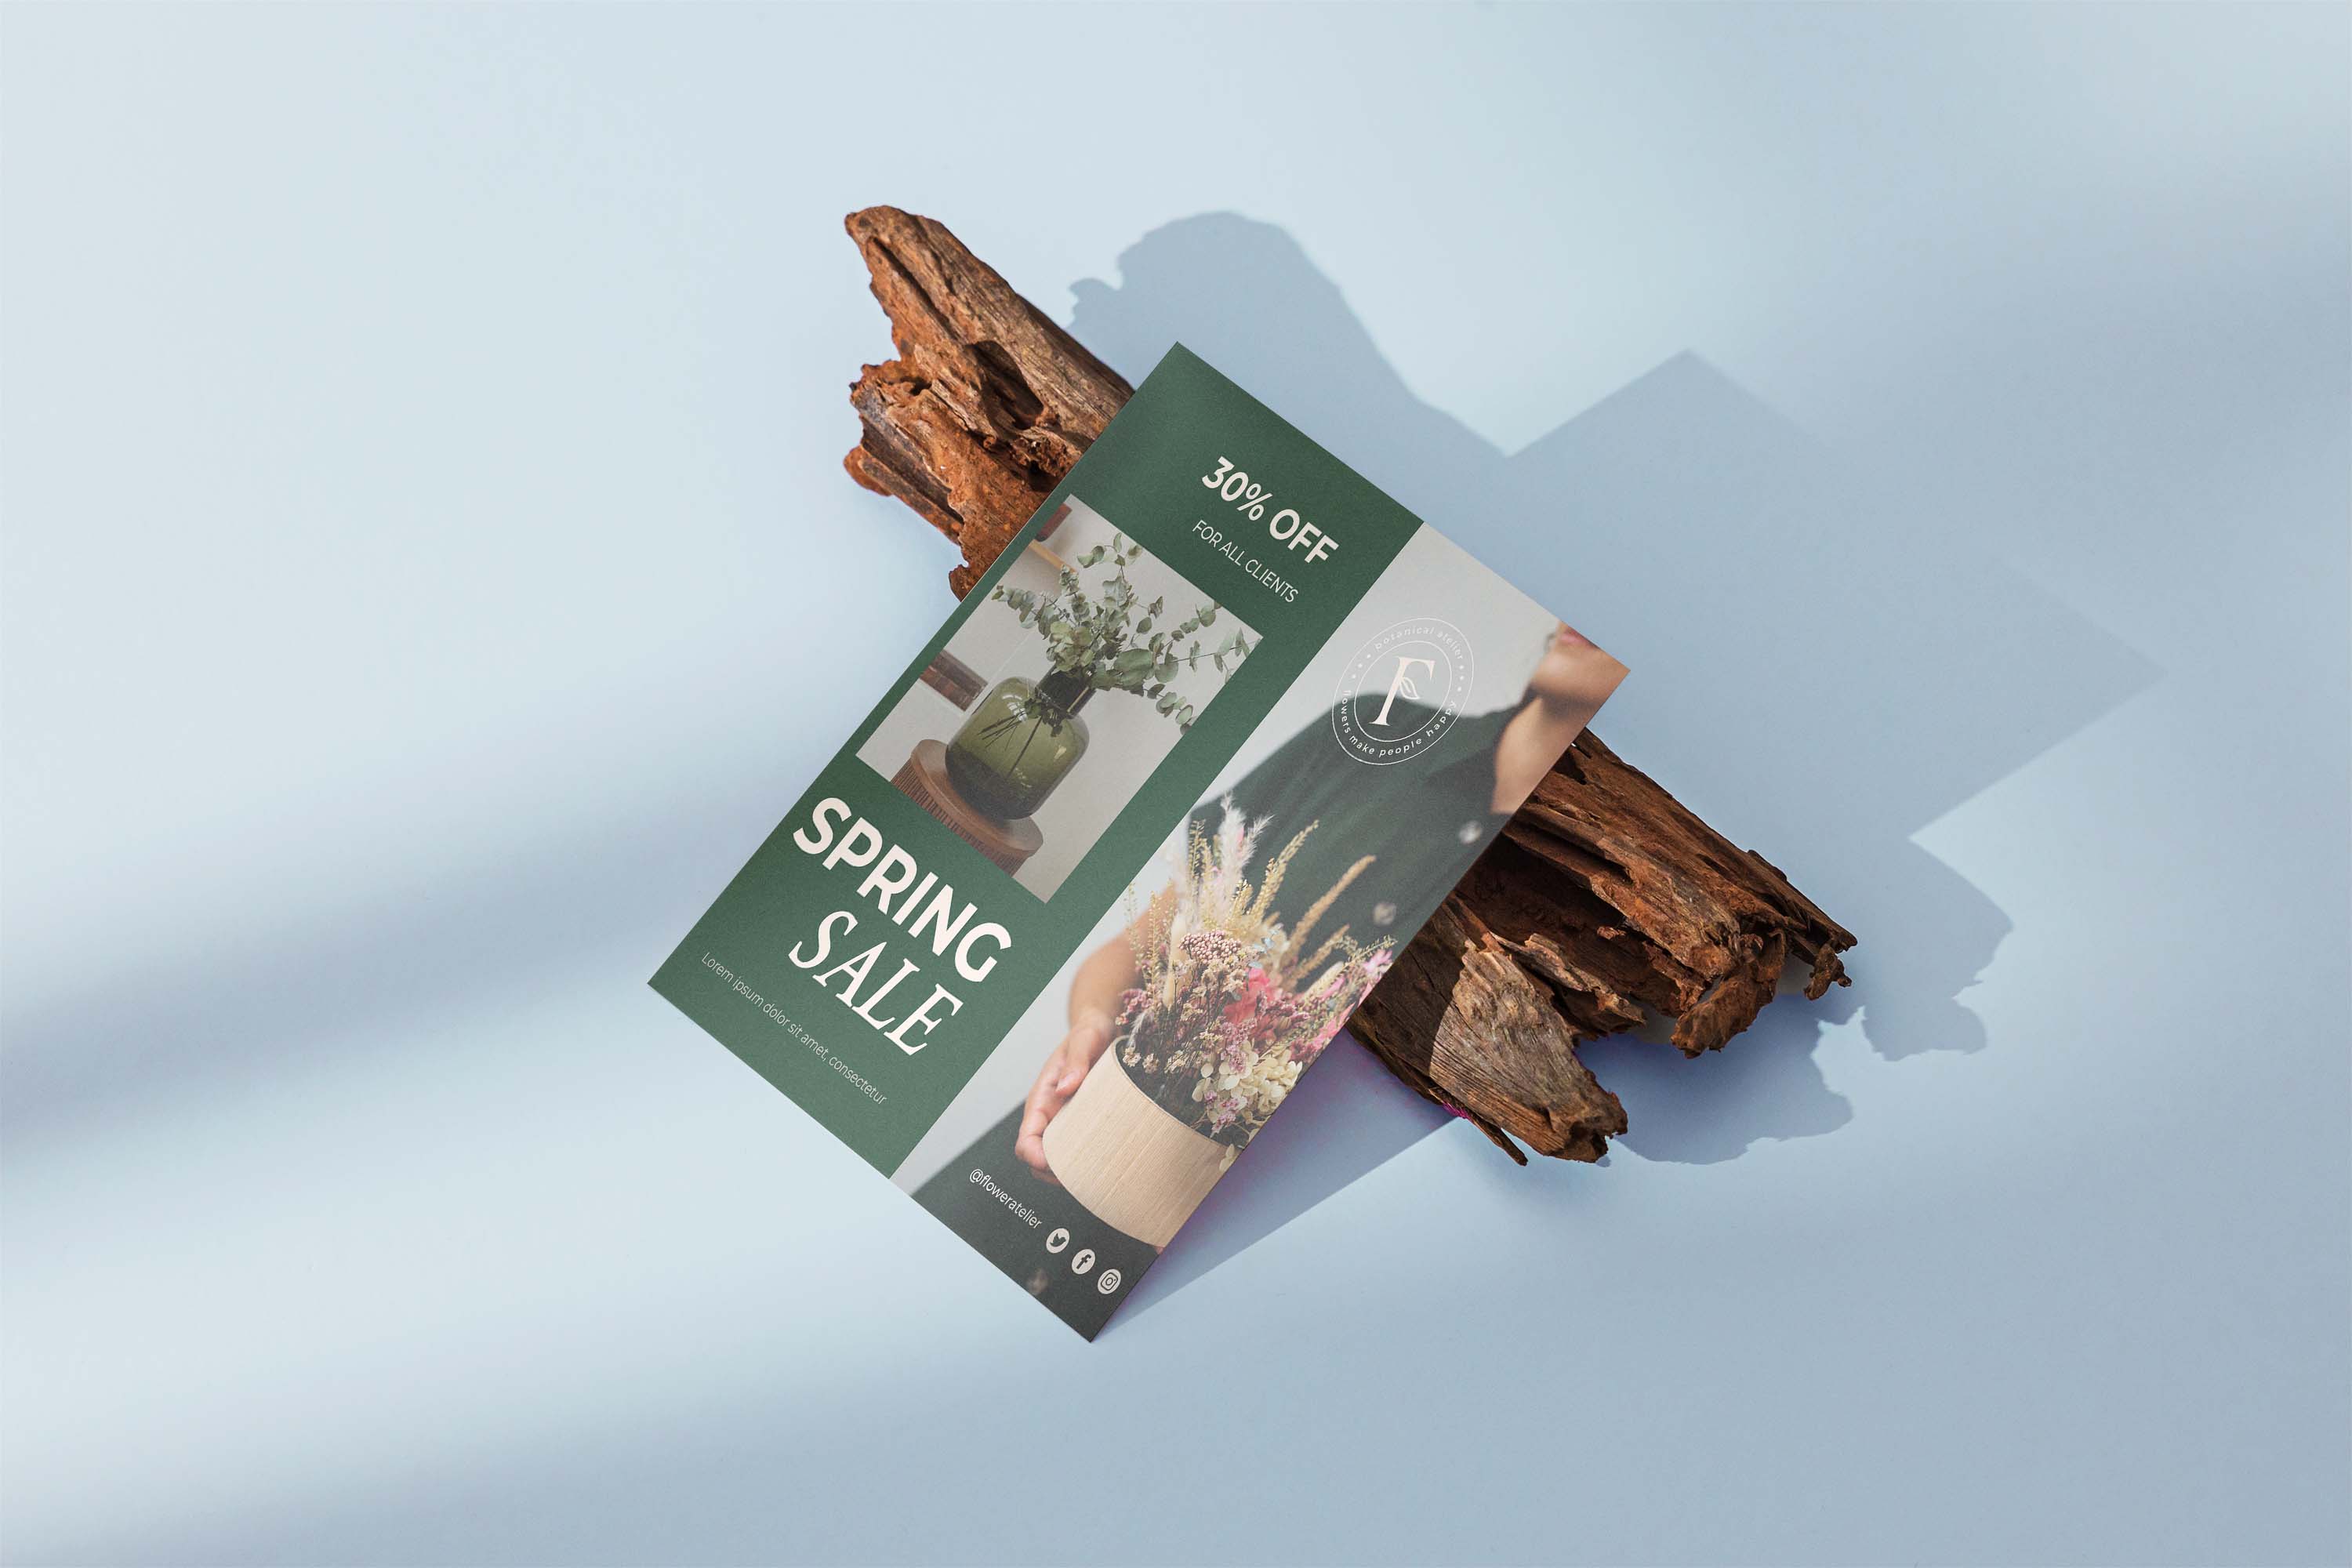 30% OFF
FOR ALL CLIENTS
SPRING
SALE
Lorem ipsum dolor sit amet, consectetur
botanical atelier
F
flowers make people happy
@floweratelier